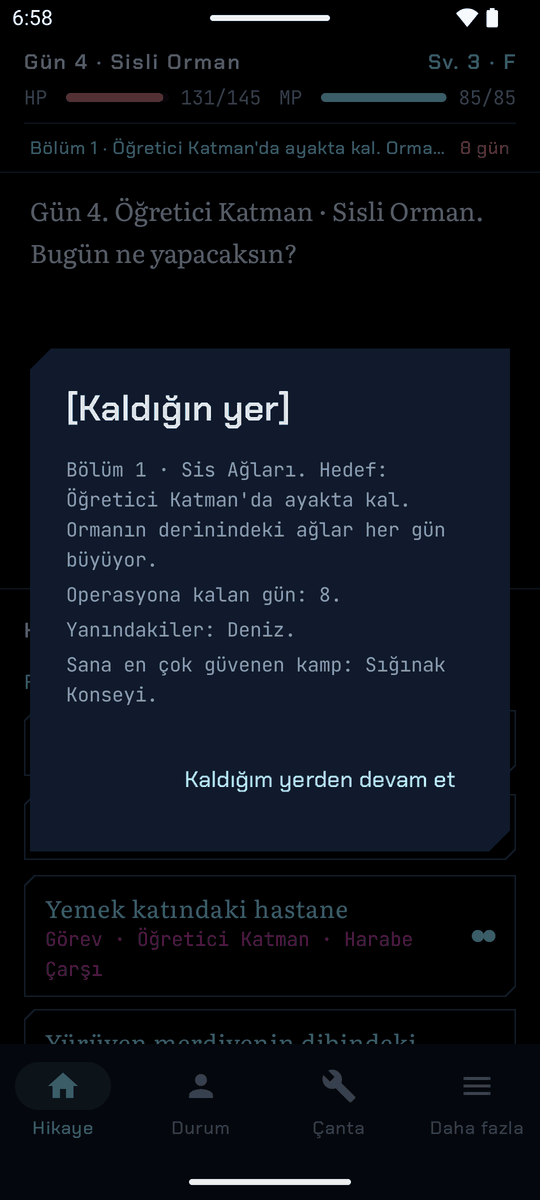 6:58
Gün 4 · Sisli Orman
Sv. 3 · F
HP 131/145 MP 85/85
Bölüm 1 · Öğretici Katman'da ayakta kal. Orma… 8 gün
Gün 4. Öğretici Katman · Sisli Orman.
Bugün ne yapacaksın?
[Kaldığın yer]
Bölüm 1 · Sis Ağları. Hedef:
Öğretici Katman'da ayakta kal.
Ormanın derinindeki ağlar her gün
büyüyor.
Operasyona kalan gün: 8.
Yanındakiler: Deniz.
Sana en çok güvenen kamp: Sığınak
Konseyi.
Kaldığım yerden devam et
Yemek katındaki hastane
Görev · Öğretici Katman · Harabe
Çarşı
Yürüyen merdivenin dibindeki
Hikaye
Durum
Çanta
Daha fazla